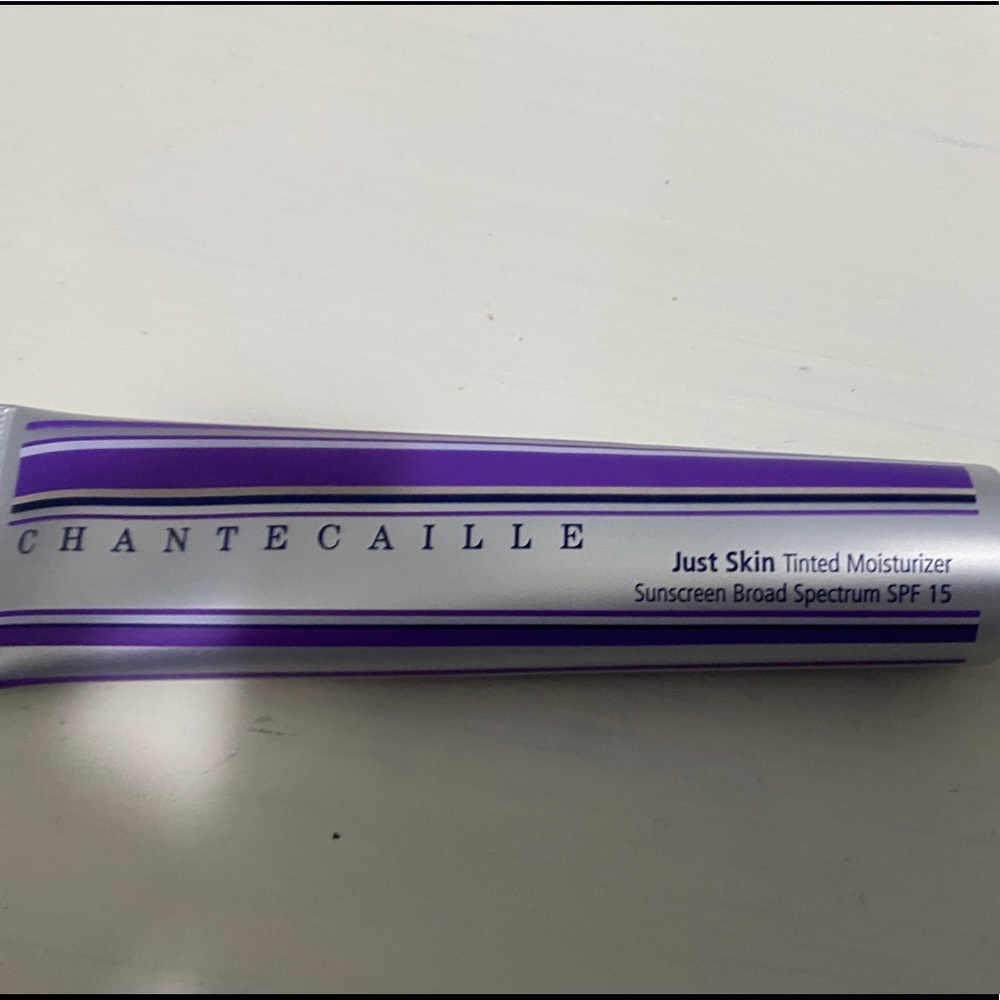 CHANTECAILLE
Just Skin Tinted Moisturizer
Sunscreen Broad Spectrum SPF 15